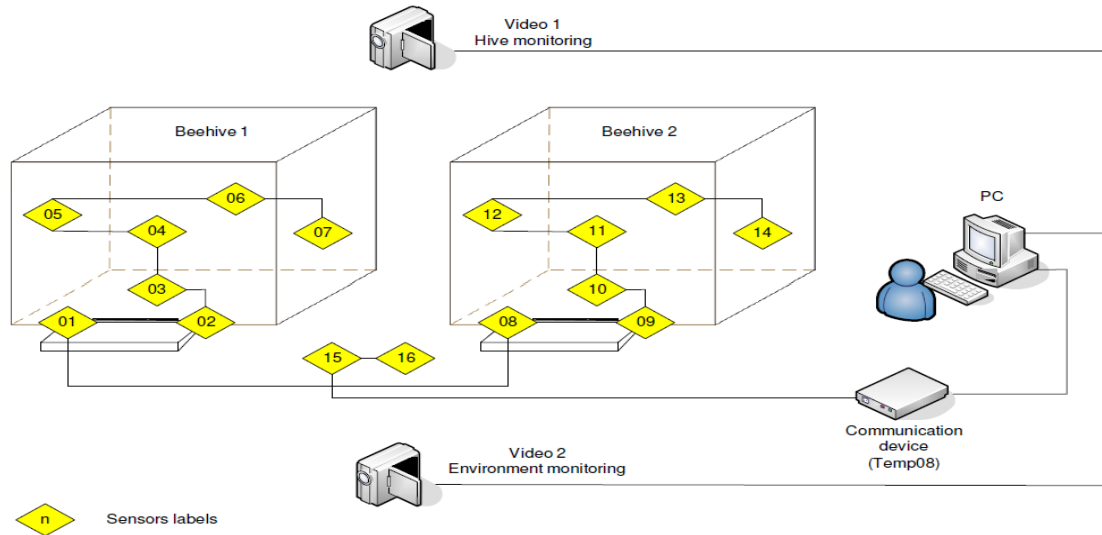 Video 1
Hive monitoring
Beehive 1
Beehive 2
06
13
PC
05
12
04
11
07
14
03
10
01
02
08
09
15
16
Communication
device
(Temp08)
Video 2
Environment monitoring
n
Sensors labels